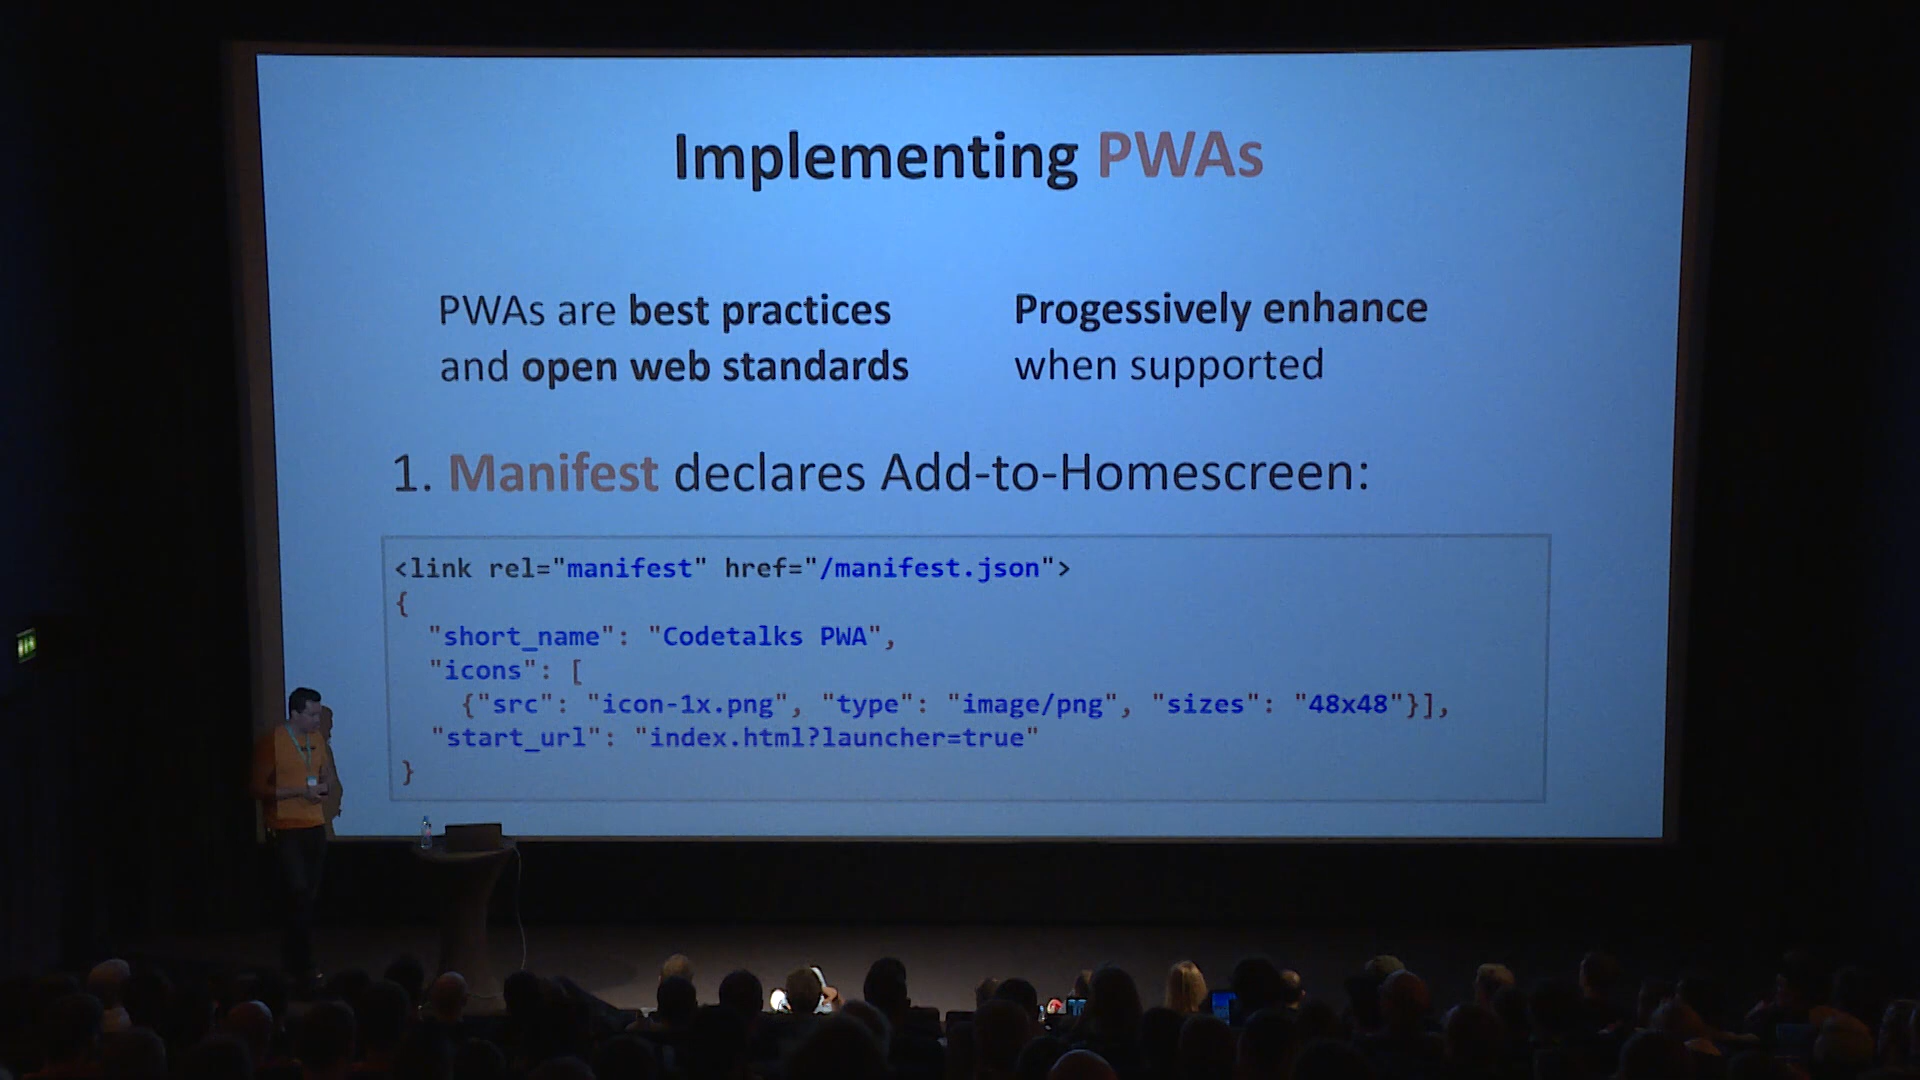 Implementing PWAs
PWAs are best practices
and open web standards
Progessively enhance
when supported
1. Manifest declares Add-to-Homescreen:
<link rel="manifest" href="/manifest.json">
{
"short_name": "Codetalks PWA",
"icons": [
{"src": "icon-1x.png", "type": "image/png", "sizes": "48x48"}],
"start_url": "index.html?launcher=true"
}